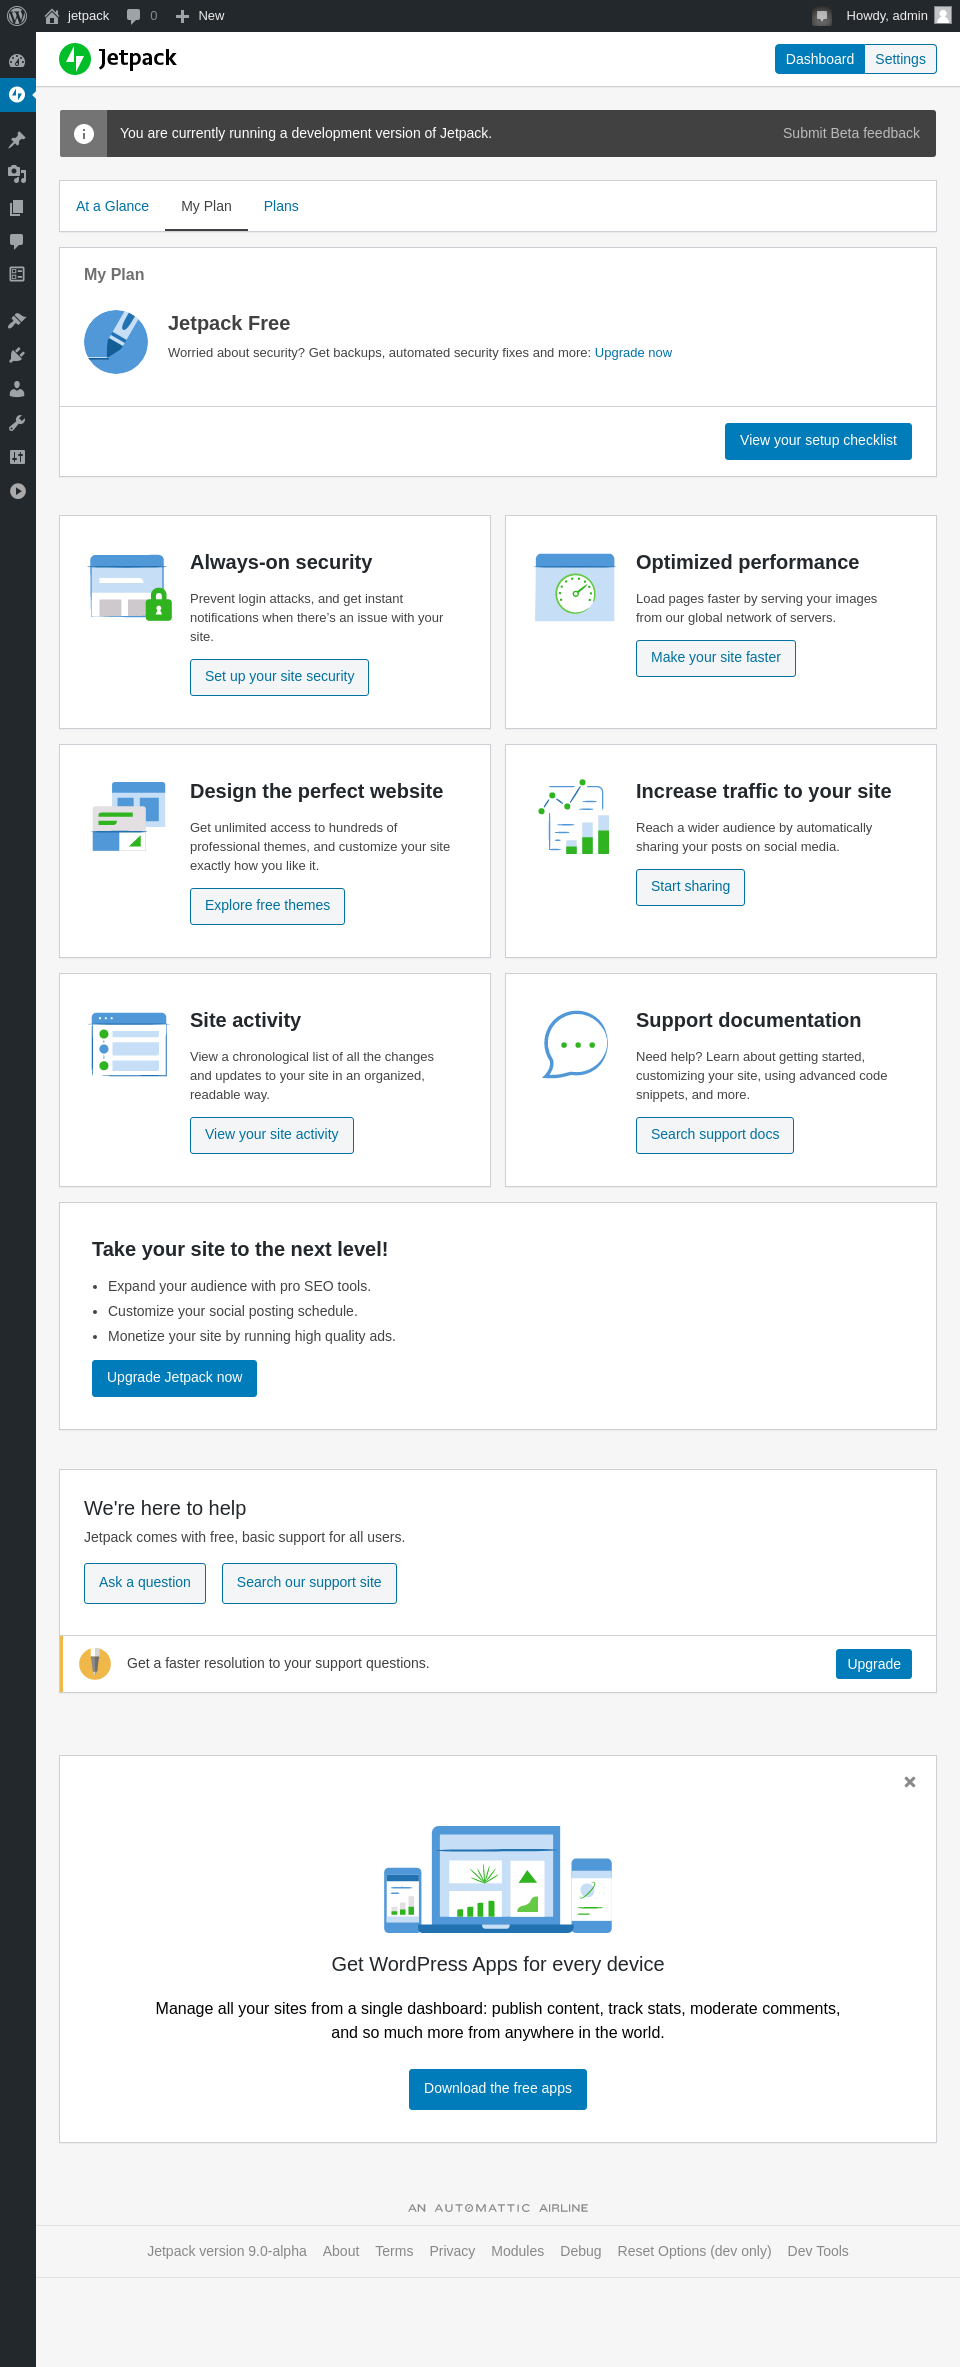 jetpack 0 New Howdy, admin
Jetpack Dashboard Settings
You are currently running a development version of Jetpack. Submit Beta feedback
At a Glance My Plan Plans
My Plan
Jetpack Free
Worried about security? Get backups, automated security fixes and more: Upgrade now
View your setup checklist
Always-on security
Prevent login attacks, and get instant
notifications when there’s an issue with your
site.
Set up your site security
Optimized performance
Load pages faster by serving your images
from our global network of servers.
Make your site faster
Design the perfect website
Get unlimited access to hundreds of
professional themes, and customize your site
exactly how you like it.
Explore free themes
Increase traffic to your site
Reach a wider audience by automatically
sharing your posts on social media.
Start sharing
Site activity
View a chronological list of all the changes
and updates to your site in an organized,
readable way.
View your site activity
Support documentation
Need help? Learn about getting started,
customizing your site, using advanced code
snippets, and more.
Search support docs
Take your site to the next level!
• Expand your audience with pro SEO tools.
• Customize your social posting schedule.
• Monetize your site by running high quality ads.
Upgrade Jetpack now
We're here to help
Jetpack comes with free, basic support for all users.
Ask a question Search our support site
Get a faster resolution to your support questions. Upgrade
Get WordPress Apps for every device
Manage all your sites from a single dashboard: publish content, track stats, moderate comments,
and so much more from anywhere in the world.
Download the free apps
AN AUTOMATTIC AIRLINE
Jetpack version 9.0-alpha About Terms Privacy Modules Debug Reset Options (dev only) Dev Tools